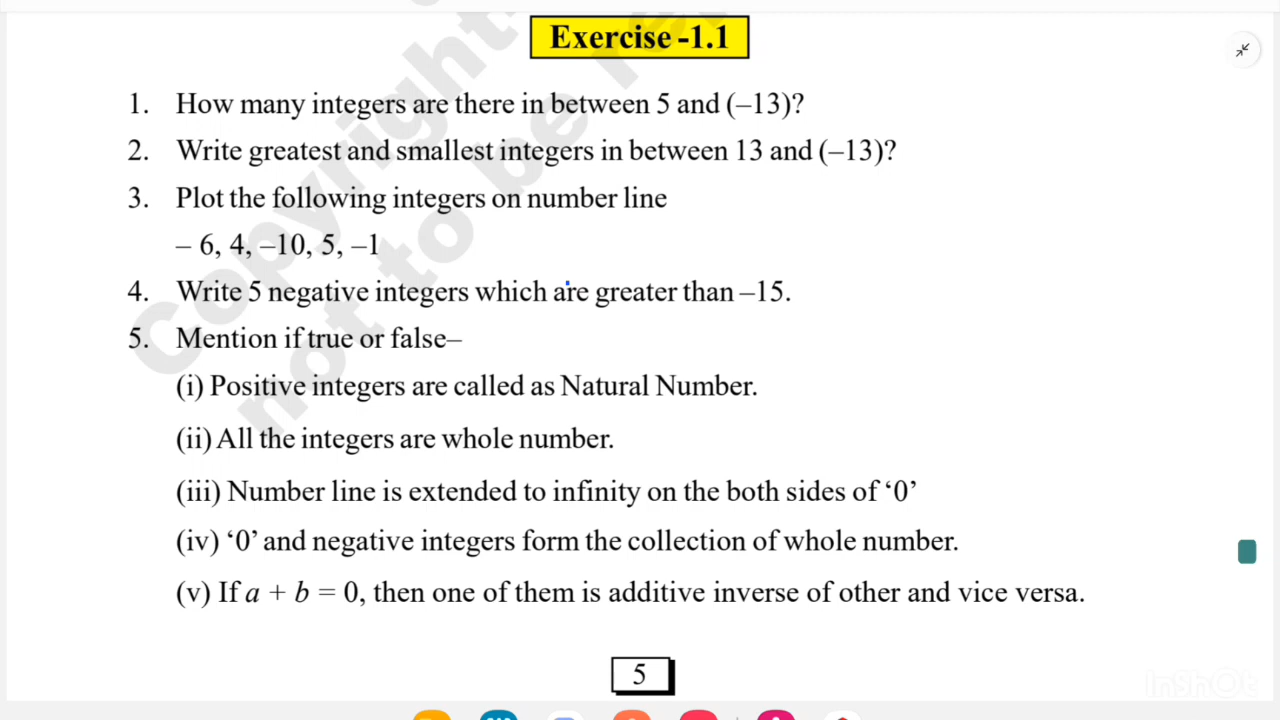 Exercise -1.1
1. How many integers are there in between 5 and (–13)?
2. Write greatest and smallest integers in between 13 and (–13)?
3. Plot the following integers on number line
– 6, 4, –10, 5, –1
4. Write 5 negative integers which are greater than –15.
5. Mention if true or false–
(i) Positive integers are called as Natural Number.
(ii) All the integers are whole number.
(iii) Number line is extended to infinity on the both sides of ‘0’
(iv) ‘0’ and negative integers form the collection of whole number.
(v) If a + b = 0, then one of them is additive inverse of other and vice versa.
5
InShOt
Copyright
not to be